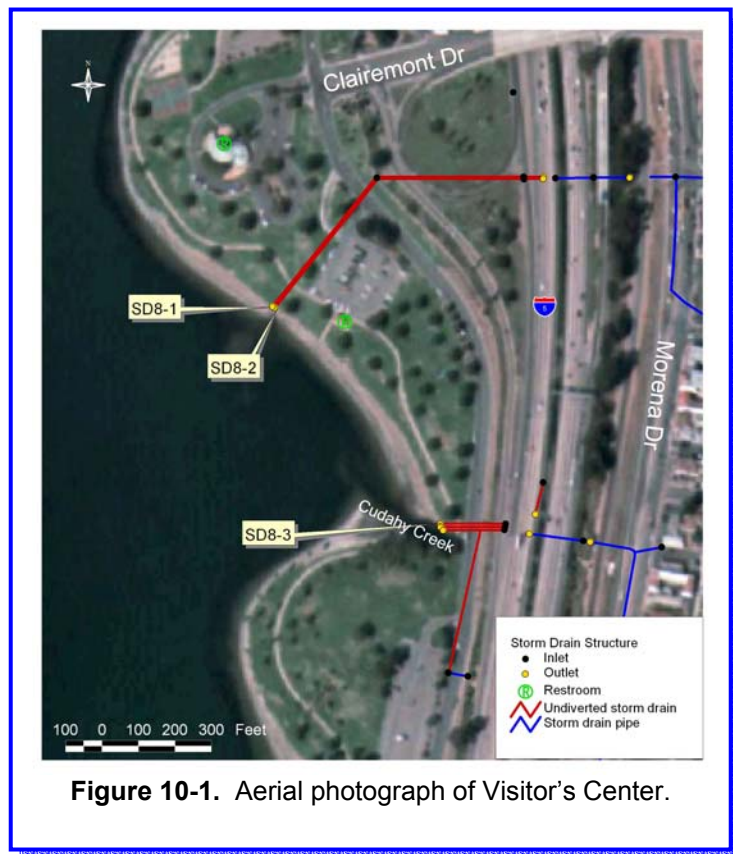 N
Clairemont Dr
R
SD8-1
SD8-2
R
5
Morena Dr
SD8-3
Cudahy Creek
Storm Drain Structure
Inlet
Outlet
R Restroom
Undiverted storm drain
Storm drain pipe
100 0 100 200 300 Feet
Figure 10-1. Aerial photograph of Visitor's Center.